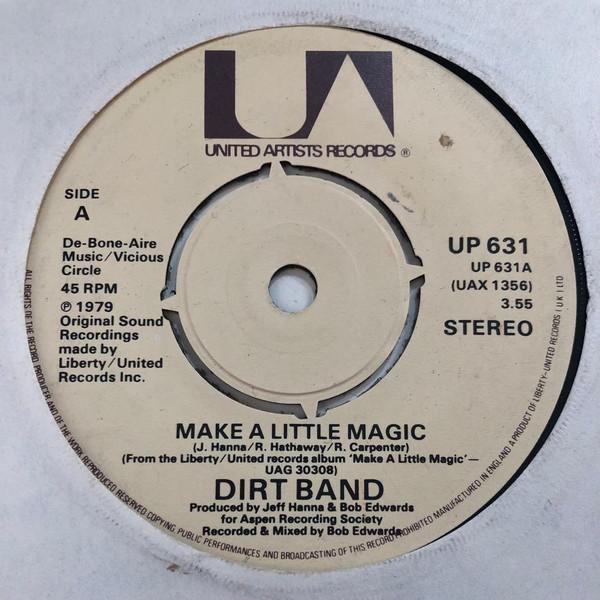 UA
UNITED ARTISTS RECORDS ®
SIDE
A
De-Bone-Aire
Music/Vicious
Circle
45 RPM
℗ 1979
Original Sound
Recordings
made by
Liberty/United
Records Inc.
UP 631
UP 631A
(UAX 1356)
3.55
STEREO
MAKE A LITTLE MAGIC
(J. Hanna/R. Hathaway/R. Carpenter)
(From the Liberty/United records album 'Make A Little Magic'—
UAG 30308)
DIRT BAND
Produced by Jeff Hanna & Bob Edwards
for Aspen Recording Society
Recorded & Mixed by Bob Edwards
ALL RIGHTS OF THE RECORD PRODUCER AND OF THE WORK REPRODUCED RESERVED COPYING, PUBLIC PERFORMANCES AND BROADCASTING OF THIS RECORD PROHIBITED MANUFACTURED IN ENGLAND A PRODUCT OF LIBERTY-UNITED RECORDS (UK) LTD